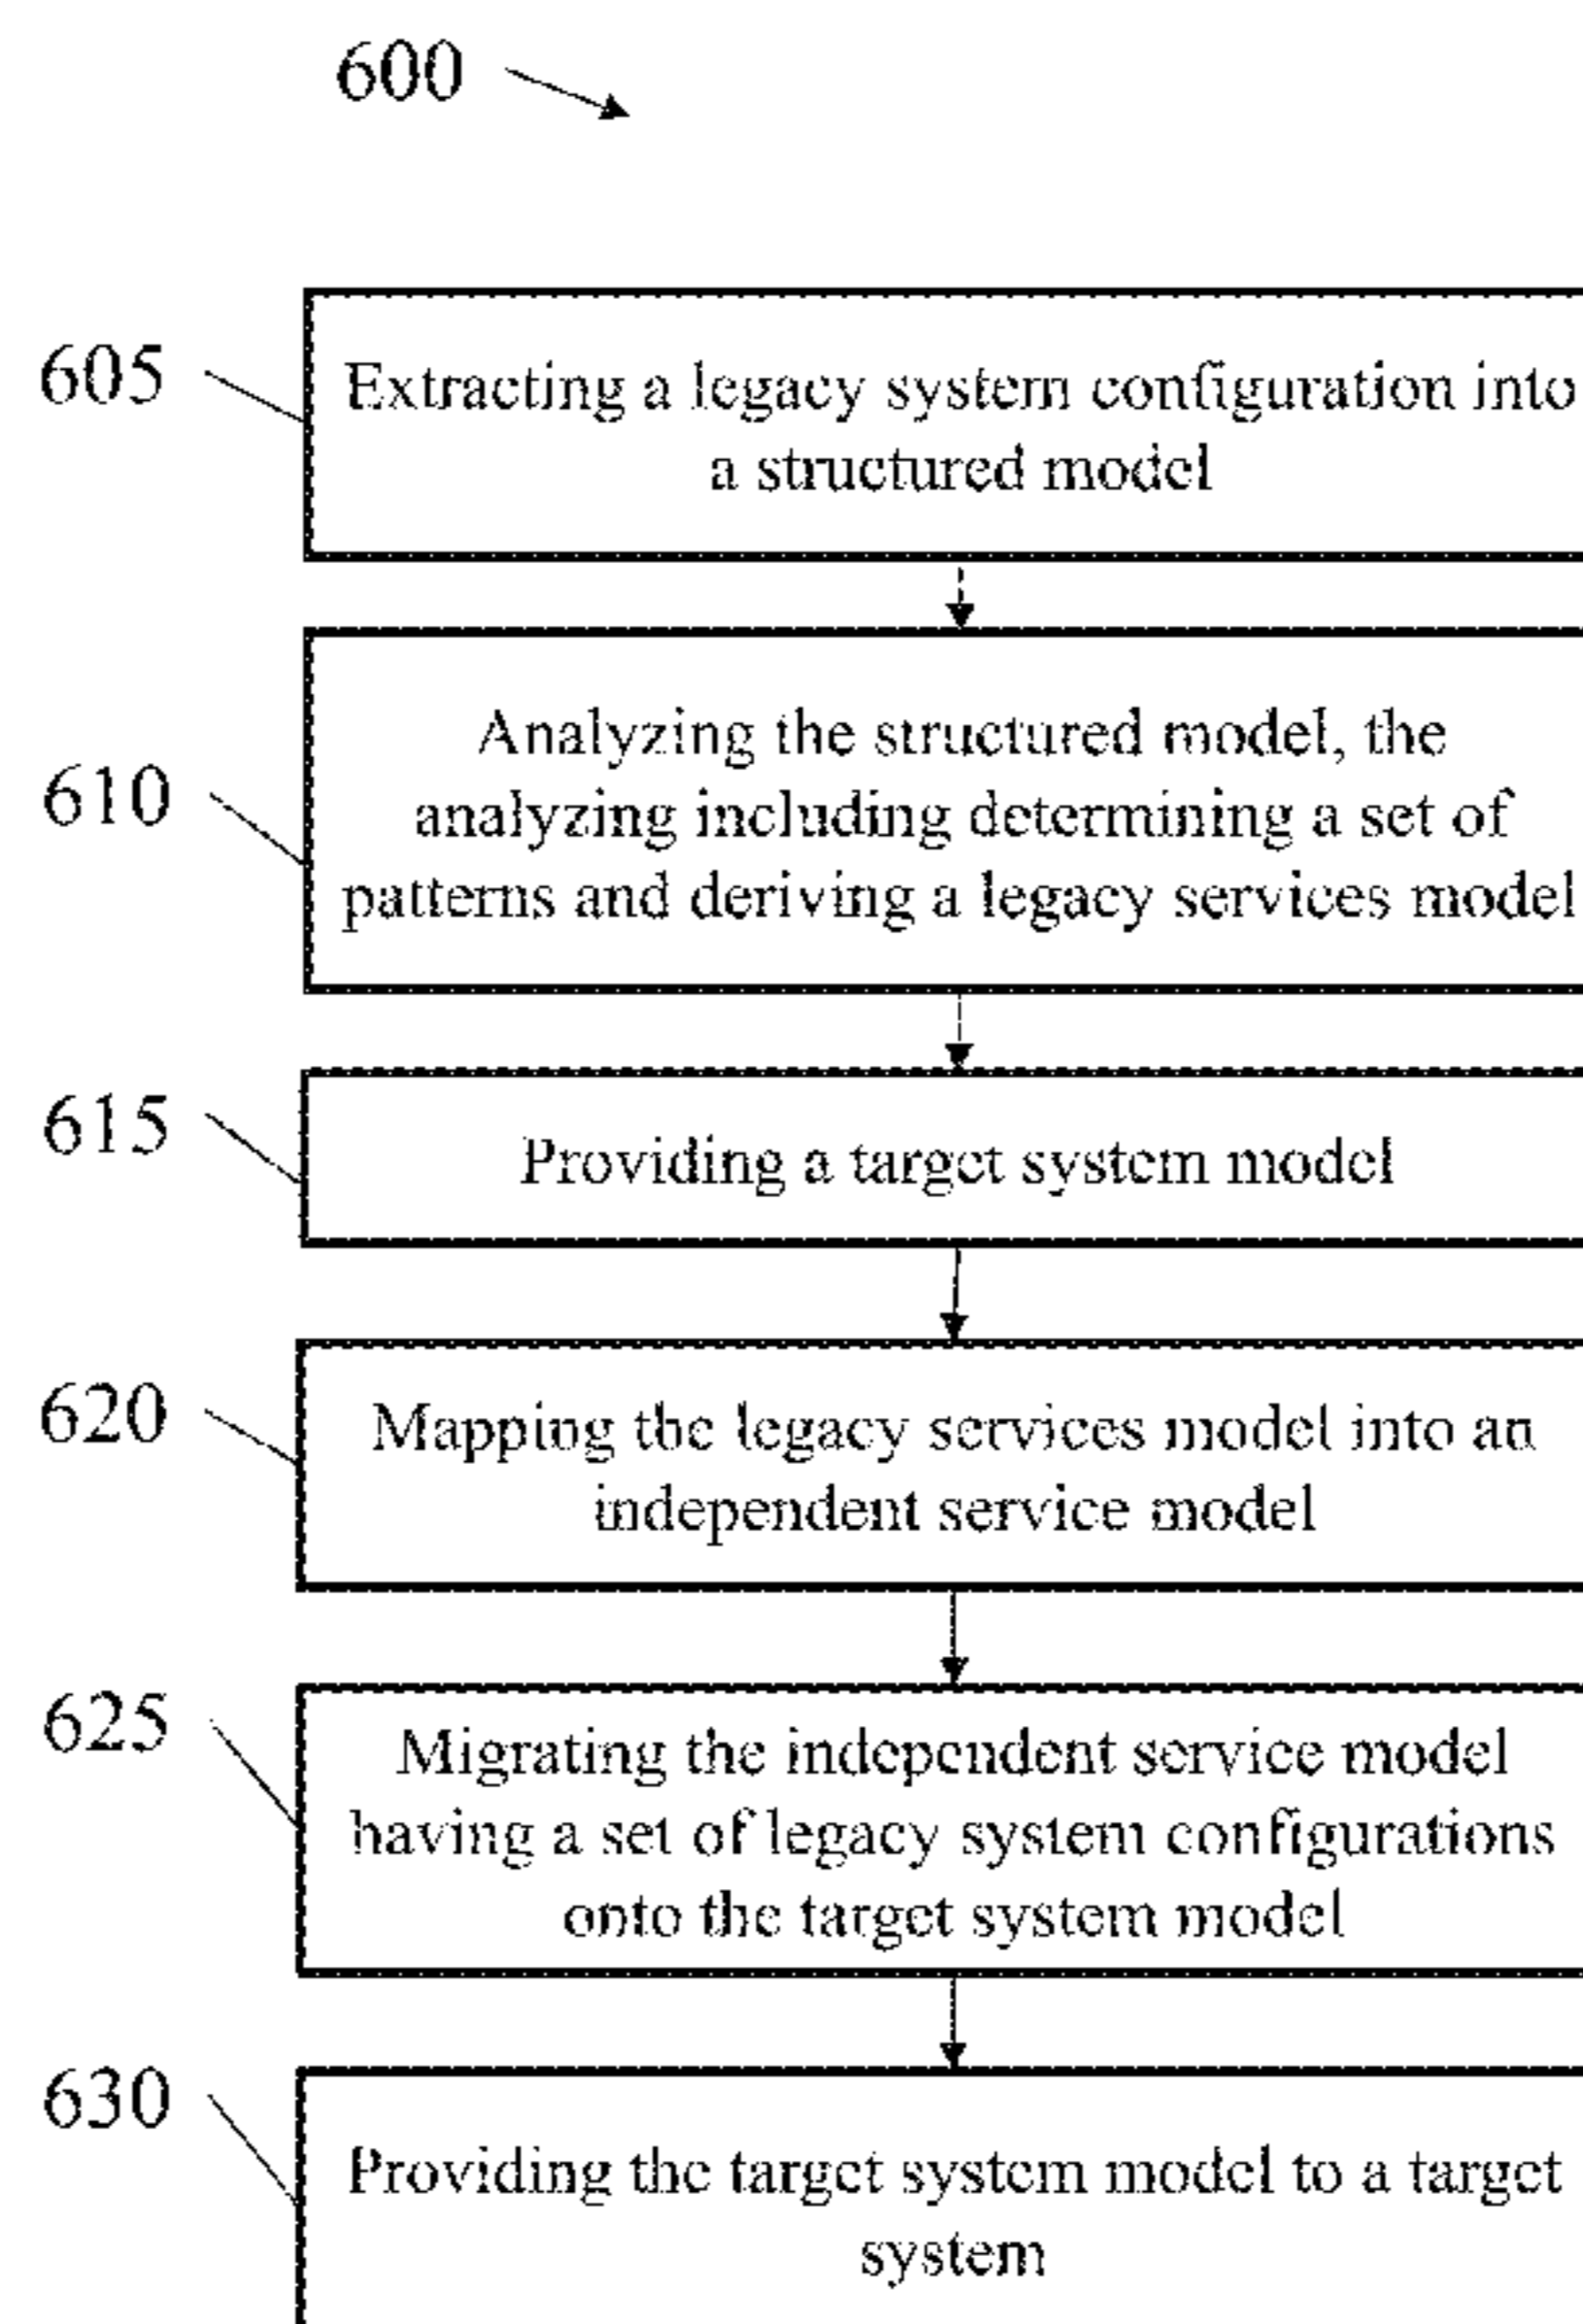 600
605
Extracting a legacy system configuration into
a structured model
610
Analyzing the structured model, the
analyzing including determining a set of
patterns and deriving a legacy services model
615
Providing a target system model
620
Mapping the legacy services model into an
independent service model
625
Migrating the independent service model
having a set of legacy system configurations
onto the target system model
630
Providing the target system model to a target
system